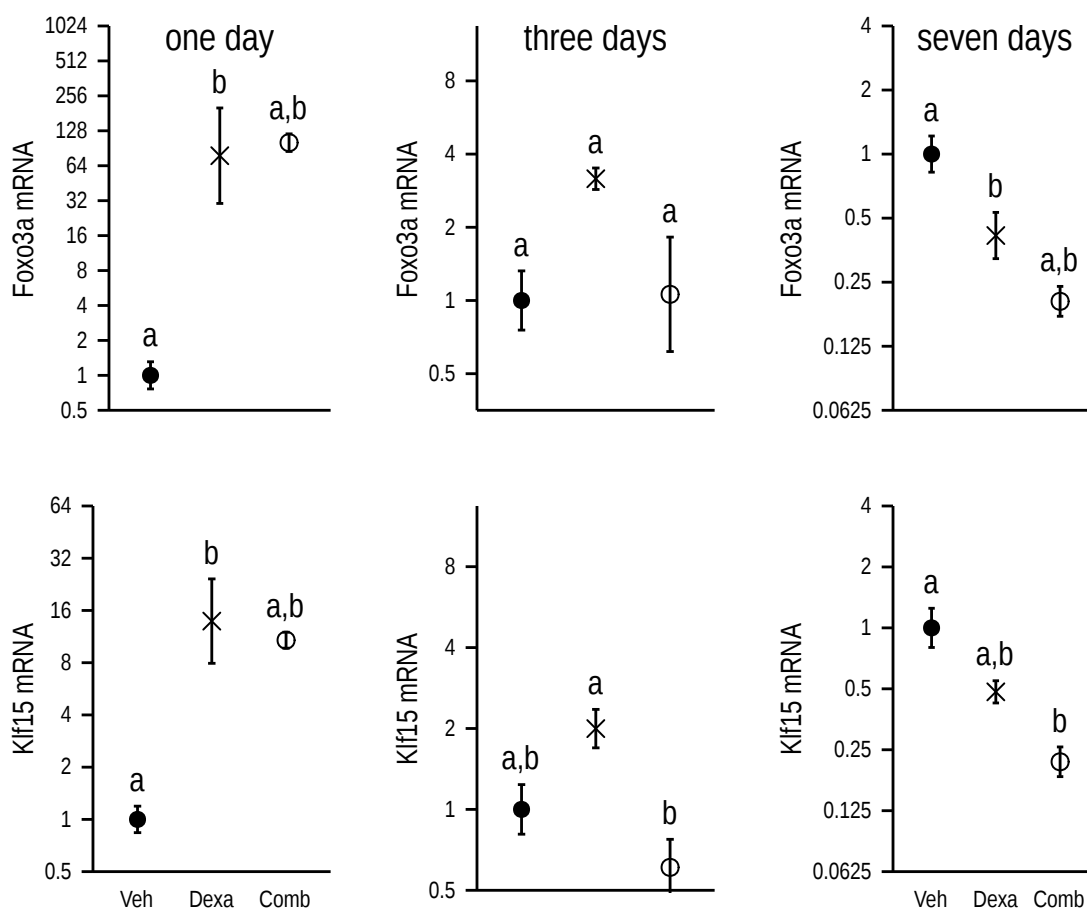 one day
Foxo3a mRNA
1024
512
256
128
64
32
16
8
4
2
1
0.5
a
b
a,b
three days
Foxo3a mRNA
8
4
2
1
0.5
a
a
a
seven days
Foxo3a mRNA
4
2
1
0.5
0.25
0.125
0.0625
a
b
a,b
Klf15 mRNA
64
32
16
8
4
2
1
0.5
a
b
a,b
Veh Dexa Comb
Klf15 mRNA
8
4
2
1
0.5
a,b
a
b
Klf15 mRNA
4
2
1
0.5
0.25
0.125
0.0625
a
a,b
b
Veh Dexa Comb